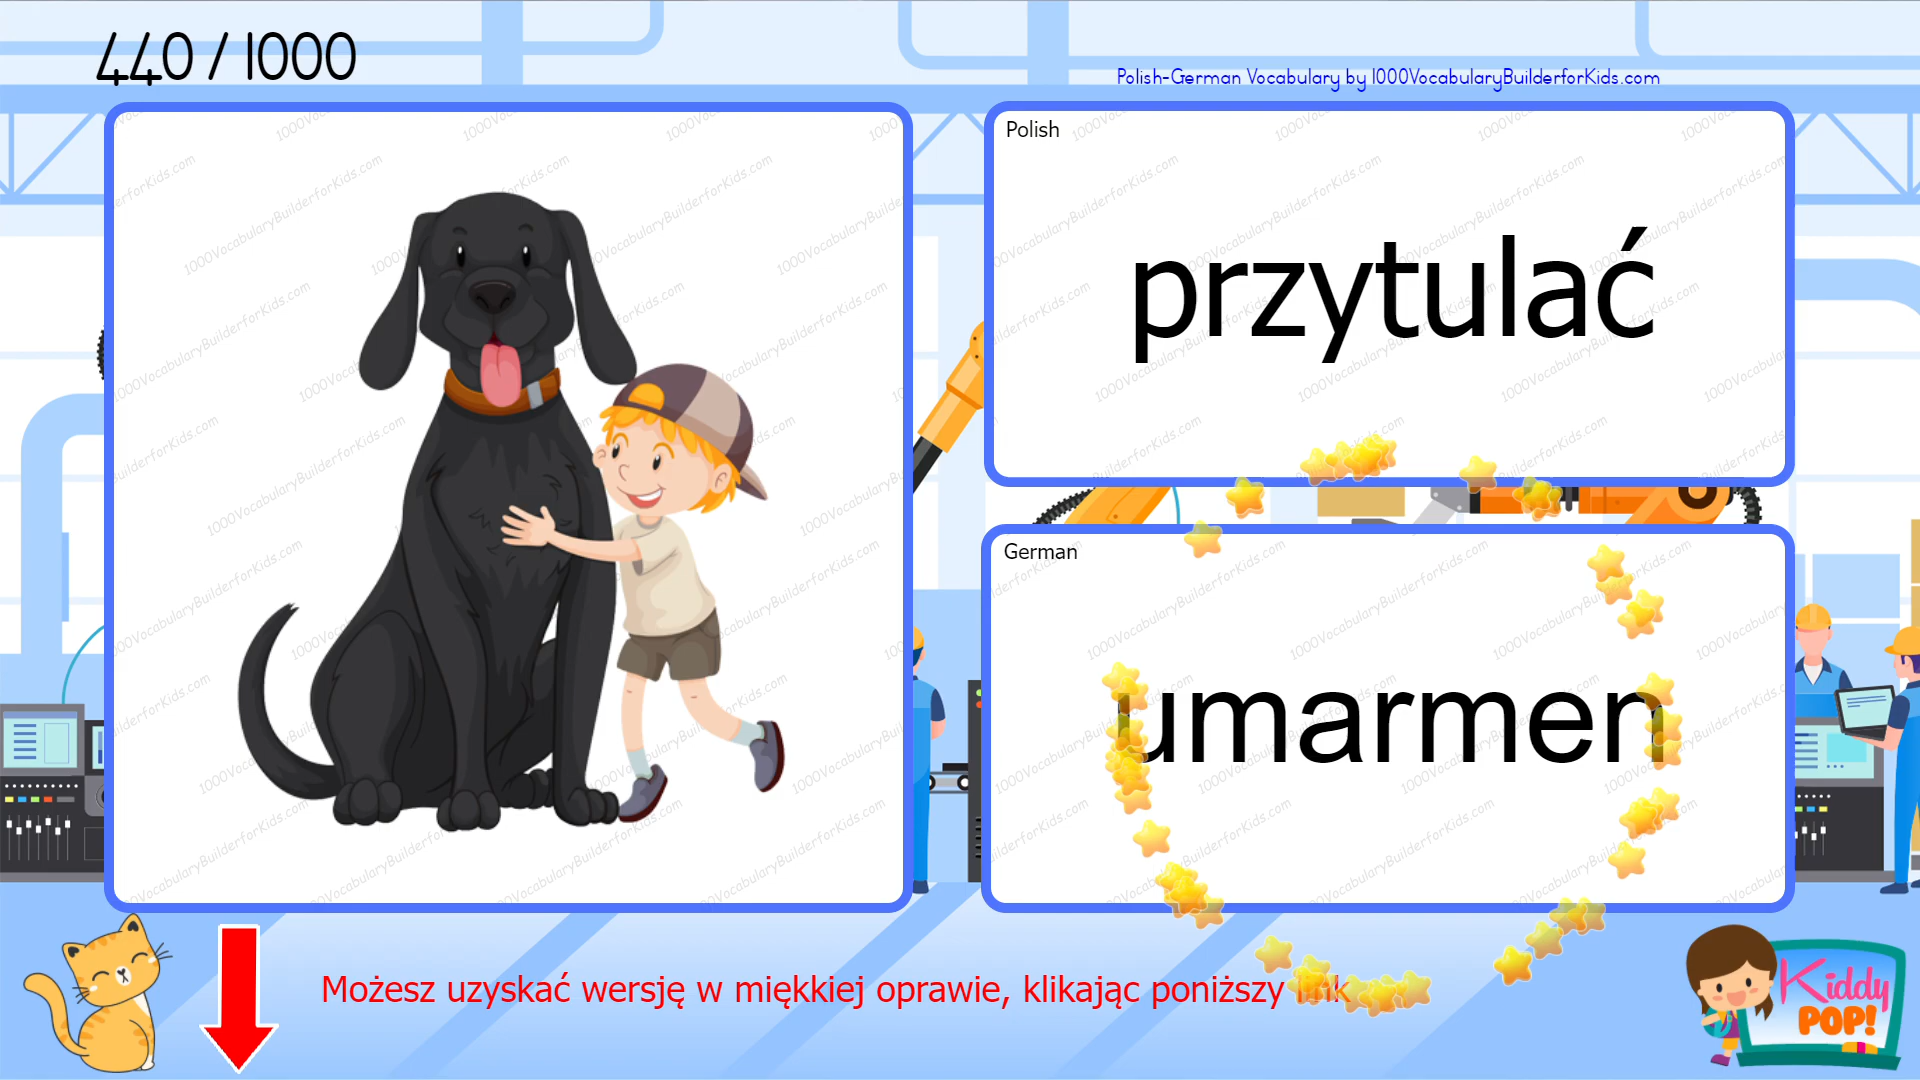 440 / 1000
Polish-German Vocabulary by 1000VocabularyBuilderforKids.com
Polish
przytulać
German
umarmen
Możesz uzyskać wersję w miękkiej oprawie, klikając poniższy link
Kiddy
POP!